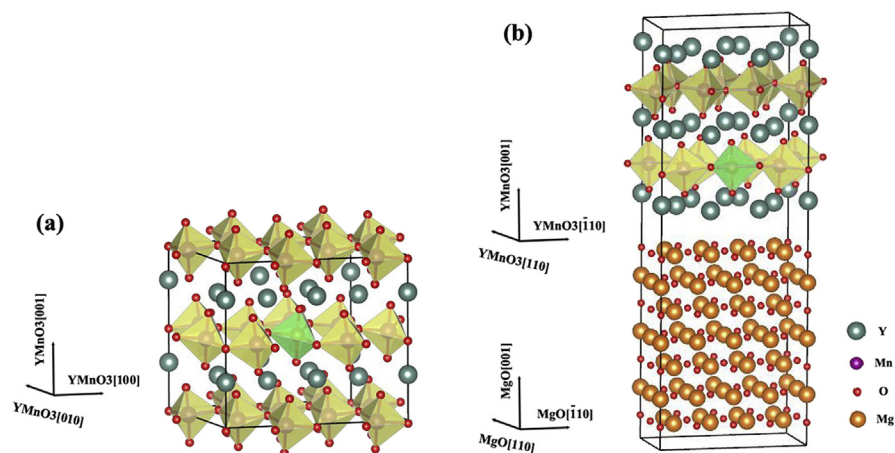 (a)
YMnO3[001]
YMnO3[100]
YMnO3[010]
(b)
YMnO3[001]
YMnO3[1̄10]
YMnO3[110]
MgO[001]
MgO[1̄10]
MgO[110]
Y
Mn
O
Mg